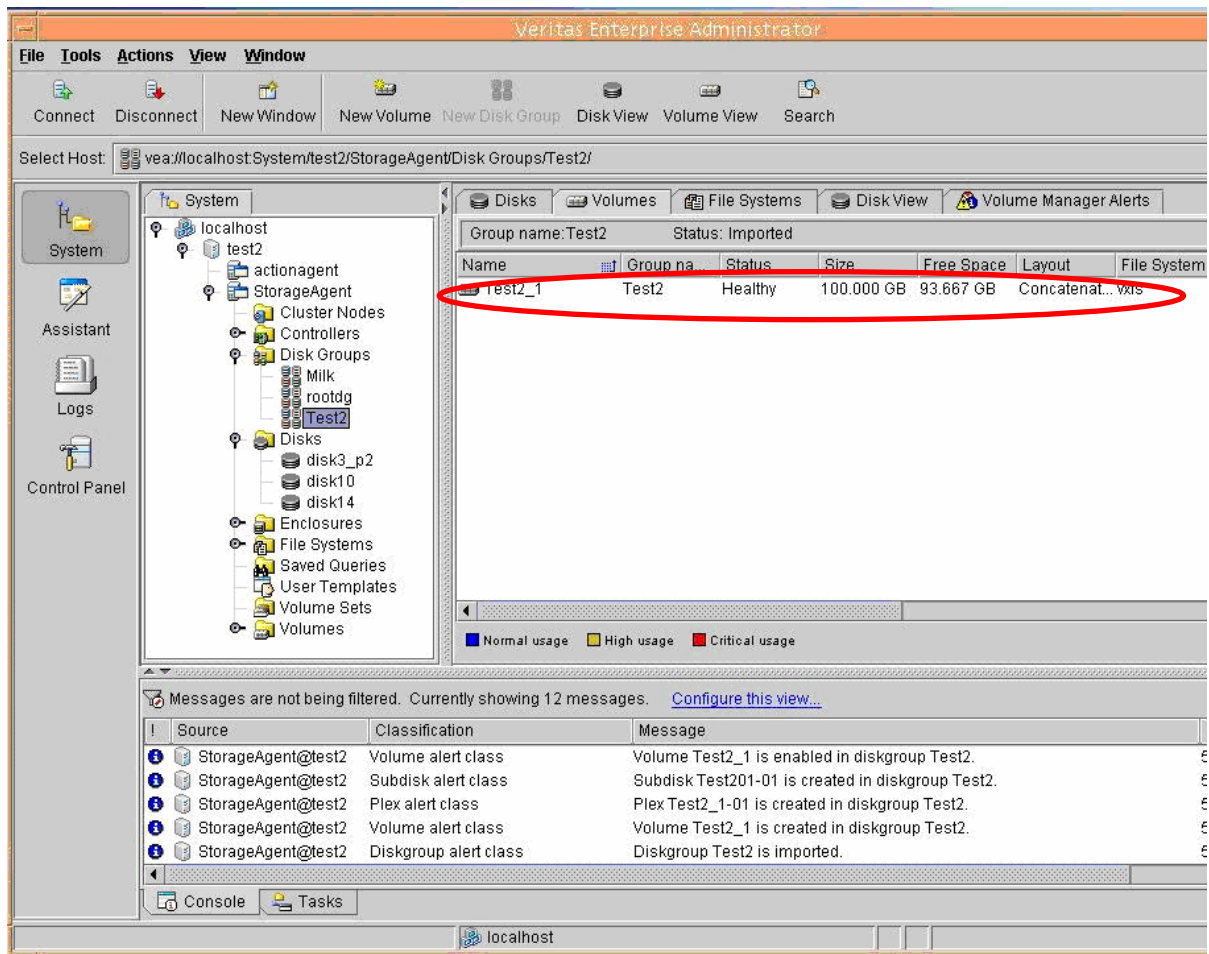 Veritas Enterprise Administrator
File Tools Actions View Window
Connect Disconnect New Window New Volume New Disk Group Disk View Volume View Search
Select Host: vea://localhost:System/test2/StorageAgent/Disk Groups/Test2/
System
Assistant
Logs
Control Panel
System
localhost
test2
actionagent
StorageAgent
Cluster Nodes
Controllers
Disk Groups
Milk
rootdg
Test2
Disks
disk3_p2
disk10
disk14
Enclosures
File Systems
Saved Queries
User Templates
Volume Sets
Volumes
Disks Volumes File Systems Disk View Volume Manager Alerts
Group name:Test2 Status: Imported
Name Group na... Status Size Free Space Layout File System
Test2_1 Test2 Healthy 100.000 GB 93.667 GB Concatenat... vxfs
Normal usage High usage Critical usage
Messages are not being filtered. Currently showing 12 messages. Configure this view...
! Source Classification Message
StorageAgent@test2 Volume alert class Volume Test2_1 is enabled in diskgroup Test2. 5
StorageAgent@test2 Subdisk alert class Subdisk Test201-01 is created in diskgroup Test2. 5
StorageAgent@test2 Plex alert class Plex Test2_1-01 is created in diskgroup Test2. 5
StorageAgent@test2 Volume alert class Volume Test2_1 is created in diskgroup Test2. 5
StorageAgent@test2 Diskgroup alert class Diskgroup Test2 is imported. 5
Console Tasks
localhost